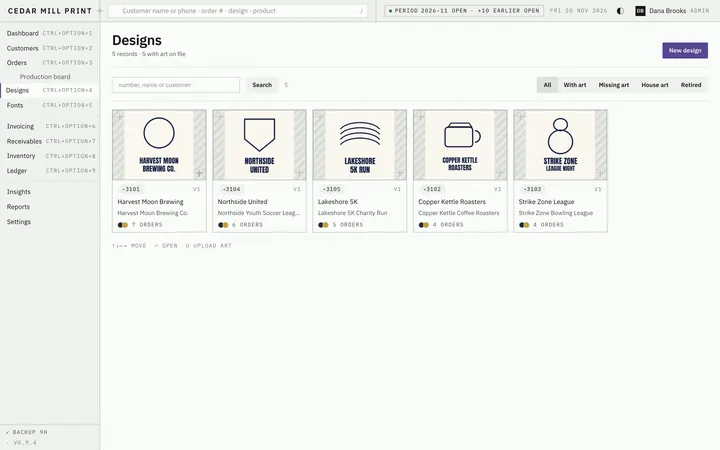 CEDAR MILL PRINT
Customer name or phone · order # · design · product /
PERIOD 2026-11 OPEN · +10 EARLIER OPEN
FRI 20 NOV 2026
DB Dana Brooks ADMIN
Dashboard CTRL+OPTION+1
Customers CTRL+OPTION+2
Orders CTRL+OPTION+3
Production board
Designs CTRL+OPTION+4
Fonts CTRL+OPTION+5
Invoicing CTRL+OPTION+6
Receivables CTRL+OPTION+7
Inventory CTRL+OPTION+8
Ledger CTRL+OPTION+9
Insights
Reports
Settings
✓ BACKUP 9H
· V0.9.4
Designs
5 records · 5 with art on file
New design
number, name or customer
Search
5
All With art Missing art House art Retired
HARVEST MOON
BREWING CO.
-3101 V1
Harvest Moon Brewing
Harvest Moon Brewing Co.
7 ORDERS
NORTHSIDE
UNITED
-3104 V1
Northside United
Northside Youth Soccer Leag...
6 ORDERS
LAKESHORE
5K RUN
-3105 V1
Lakeshore 5K
Lakeshore 5K Charity Run
5 ORDERS
COPPER KETTLE
ROASTERS
-3102 V1
Copper Kettle Roasters
Copper Kettle Coffee Roasters
4 ORDERS
STRIKE ZONE
LEAGUE NIGHT
-3103 V1
Strike Zone League
Strike Zone Bowling League
4 ORDERS
↑↓←→ MOVE ⏎ OPEN U UPLOAD ART